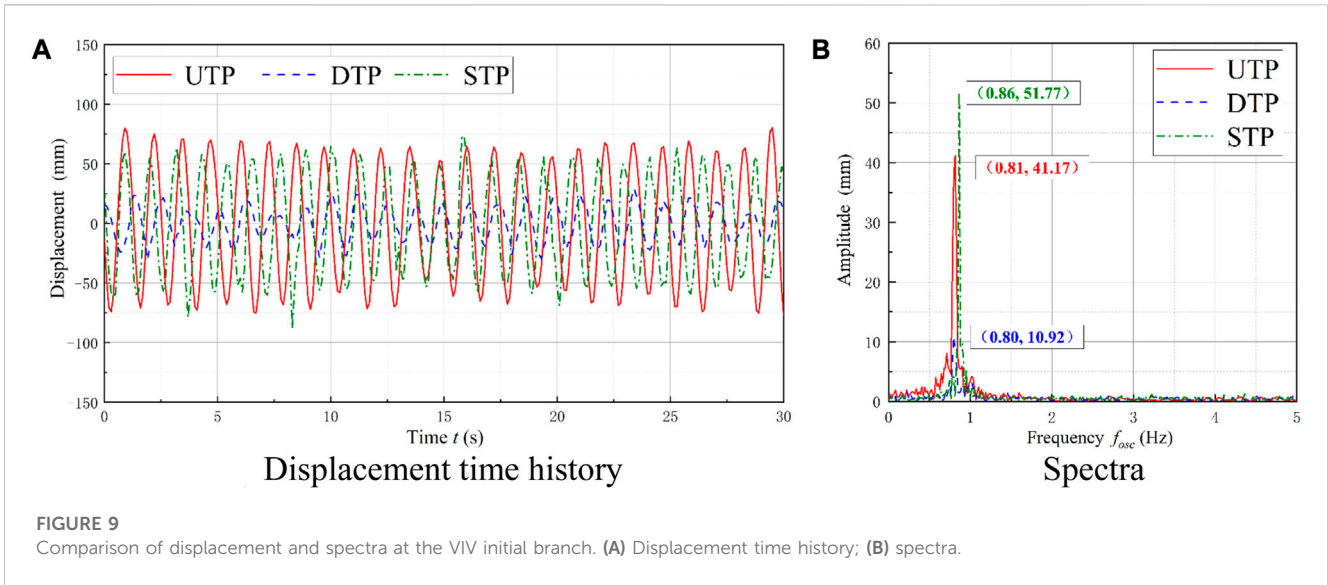 A
150
100
50
0
−50
−100
−150
UTP DTP STP
Displacement (mm)
0 5 10 15 20 25 30
Time t (s)
Displacement time history
B
60
50
40
30
20
10
0
UTP
DTP
STP
(0.86, 51.77)
(0.81, 41.17)
(0.80, 10.92)
Amplitude (mm)
0 1 2 3 4 5
Frequency fosc (Hz)
Spectra
FIGURE 9
Comparison of displacement and spectra at the VIV initial branch. (A) Displacement time history; (B) spectra.